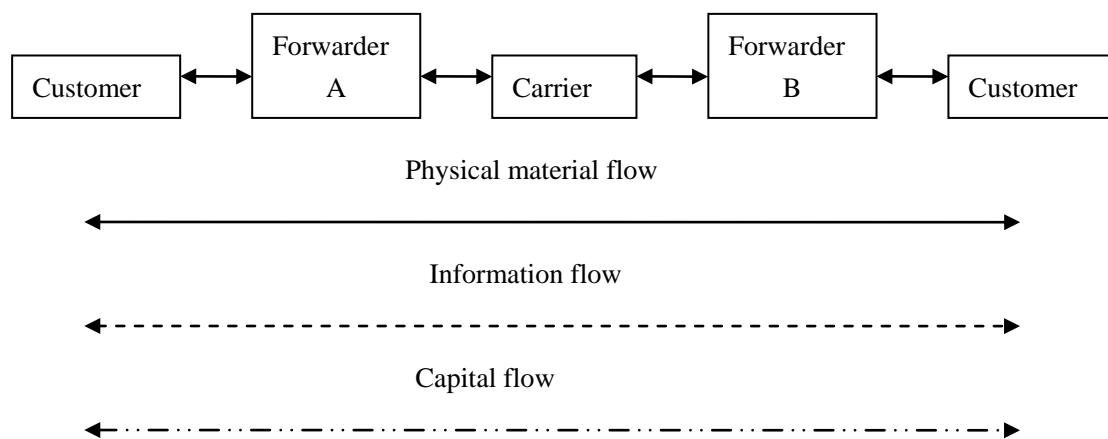 Customer
Forwarder
A
Carrier
Forwarder
B
Customer
Physical material flow
Information flow
Capital flow